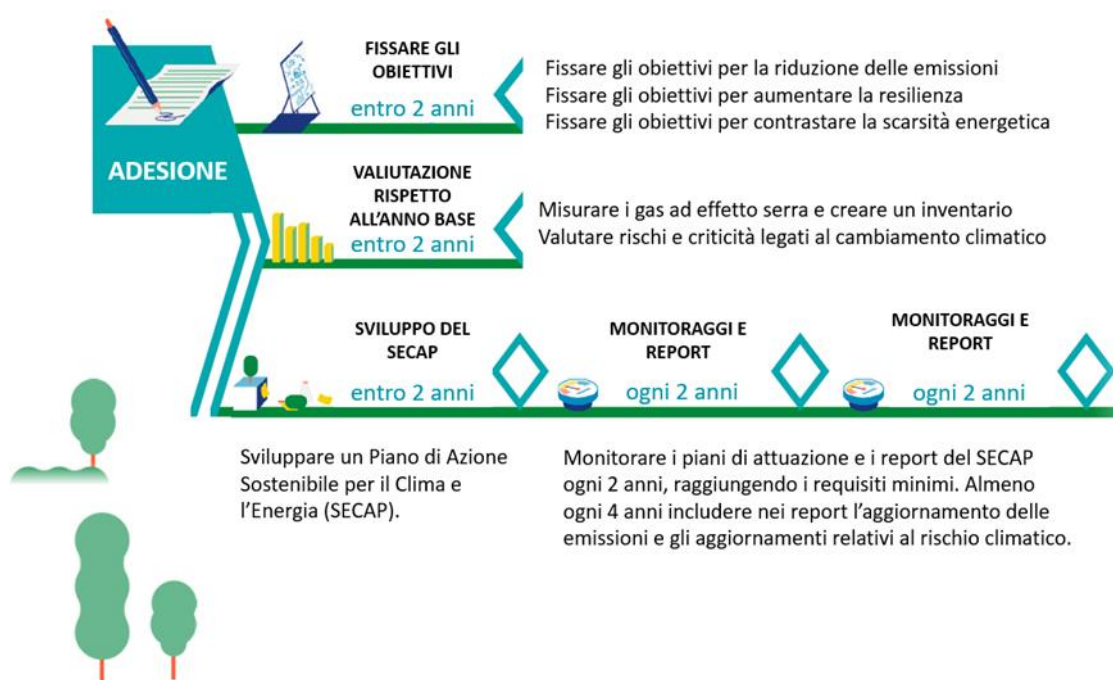 ADESIONE
FISSARE GLI
OBIETTIVI
entro 2 anni
Fissare gli obiettivi per la riduzione delle emissioni
Fissare gli obiettivi per aumentare la resilienza
Fissare gli obiettivi per contrastare la scarsità energetica
VALIUTAZIONE
RISPETTO
ALL’ANNO BASE
entro 2 anni
Misurare i gas ad effetto serra e creare un inventario
Valutare rischi e criticità legati al cambiamento climatico
SVILUPPO DEL
SECAP
entro 2 anni
MONITORAGGI E
REPORT
ogni 2 anni
MONITORAGGI E
REPORT
ogni 2 anni
Sviluppare un Piano di Azione
Sostenibile per il Clima e
l’Energia (SECAP).
Monitorare i piani di attuazione e i report del SECAP
ogni 2 anni, raggiungendo i requisiti minimi. Almeno
ogni 4 anni includere nei report l’aggiornamento delle
emissioni e gli aggiornamenti relativi al rischio climatico.